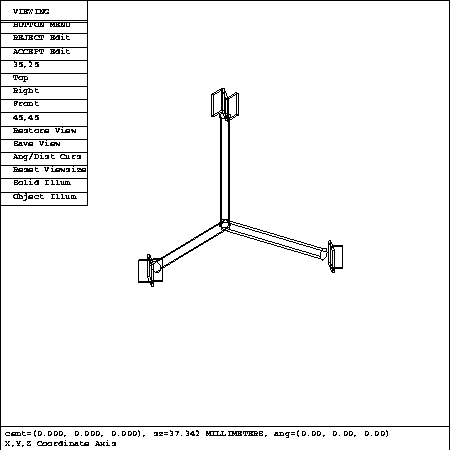 VIEWING
BUTTON MENU
REJECT Edit
ACCEPT Edit
35,25
Top
Right
Front
45,45
Restore View
Save View
Ang/Dist Curs
Reset Viewsize
Solid Illum
Object Illum
cent=(0.000, 0.000, 0.000), sz=37.342 MILLIMETERS, ang=(0.00, 0.00, 0.00)
X,Y,Z Coordinate Axis